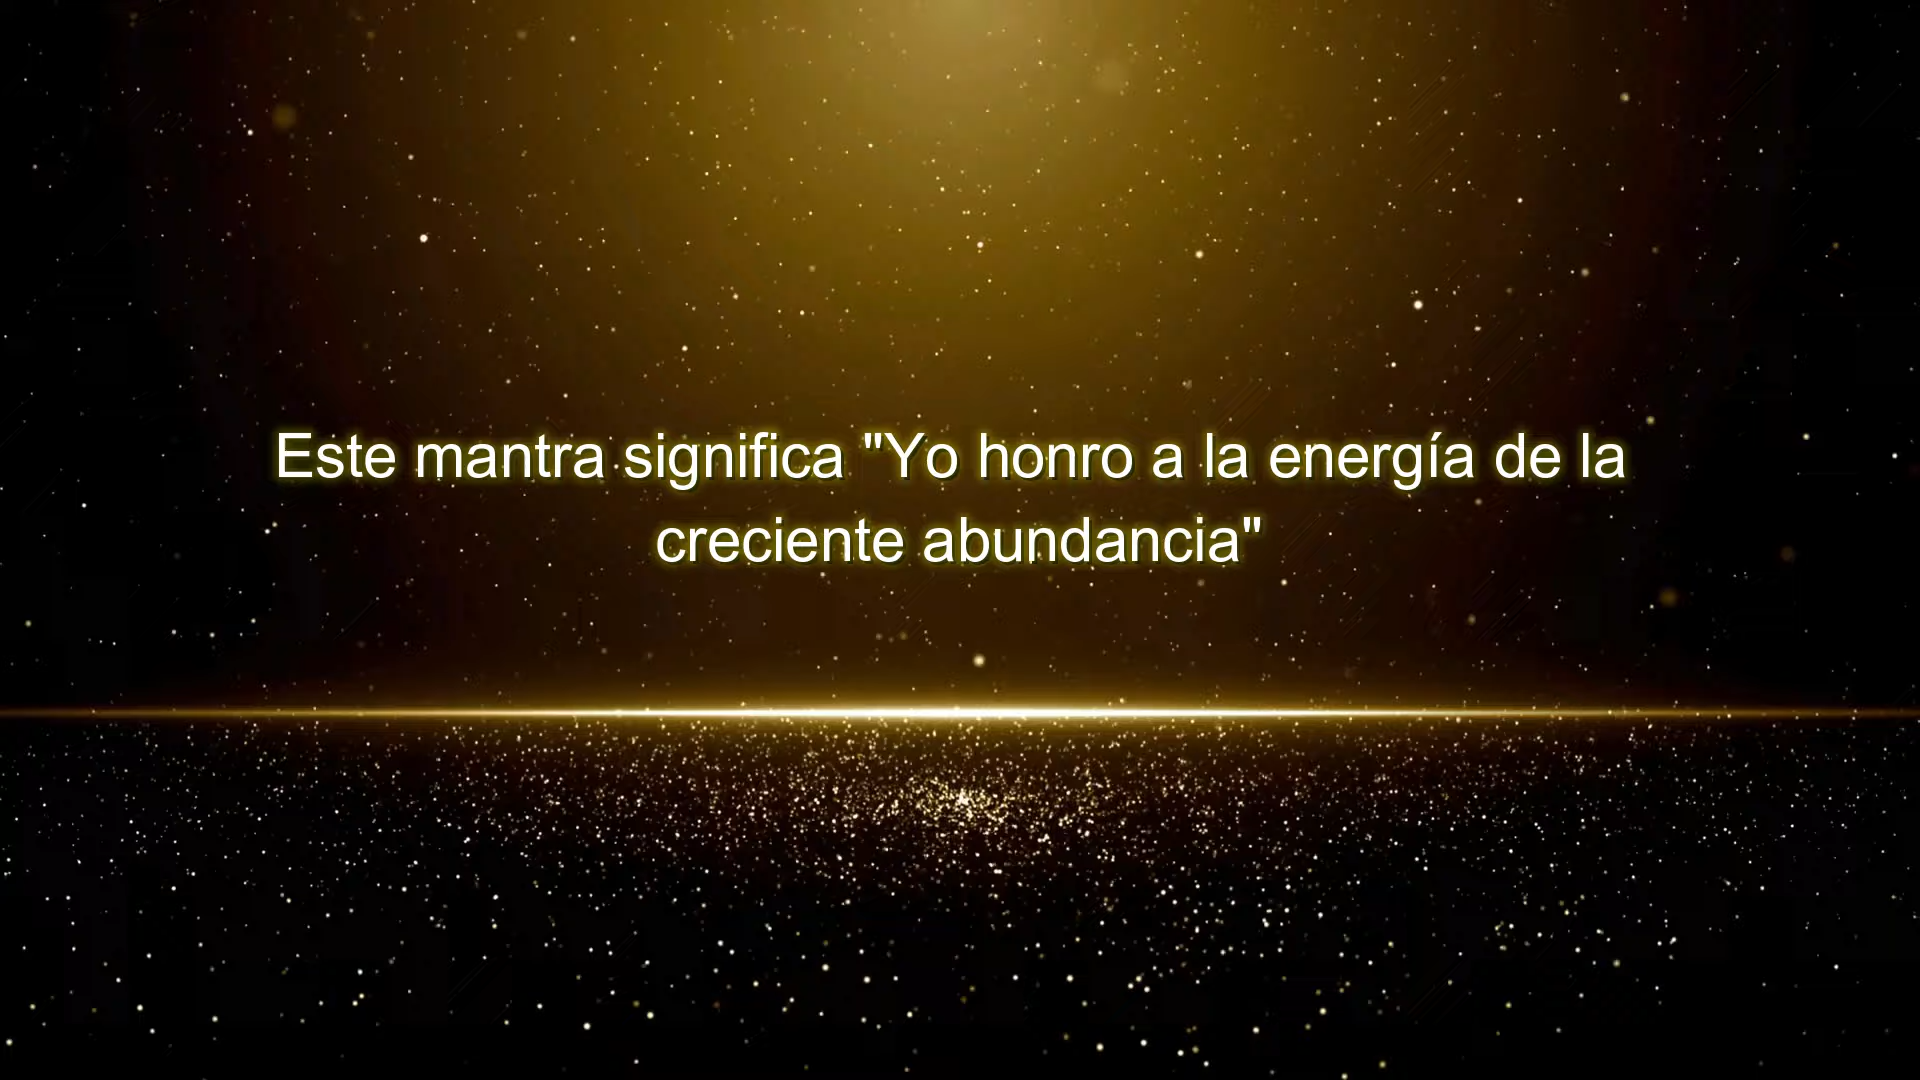 Este mantra significa "Yo honro a la energía de la
creciente abundancia"